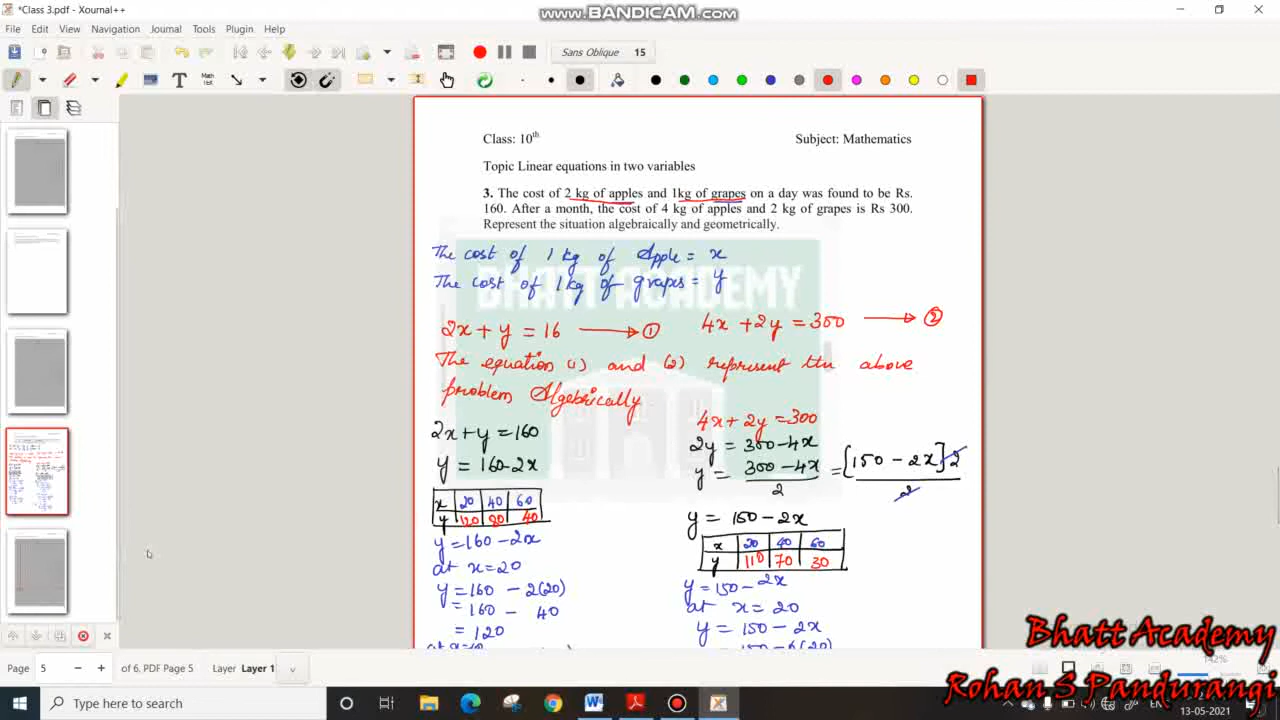 *Class 3.pdf - Xournal++
www.BANDICAM.com
File Edit View Navigation Journal Tools Plugin Help
Sans Oblique 15
Class: 10th Subject: Mathematics
Topic Linear equations in two variables
3. The cost of 2 kg of apples and 1kg of grapes on a day was found to be Rs.
160. After a month, the cost of 4 kg of apples and 2 kg of grapes is Rs 300.
Represent the situation algebraically and geometrically.
The cost of 1 kg of Apple = x
The cost of 1 kg of grapes = y
BHATT ACADEMY
2x + y = 16 → ① 4x + 2y = 300 → ②
The equation (1) and (2) represent the above
problem Algebrically
4x + 2y = 300
2x + y = 160
2y = 300 - 4x
y = 160 - 2x
y = 300 - 4x / 2 = [150 - 2x] 2 / 2
y = 150 - 2x
x 20 40 60
y 120 80 40
x 20 40 60
y 110 70 30
y = 160 - 2x
at x = 20
y = 160 - 2(20)
= 160 - 40
= 120
y = 150 - 2x
at x = 20
y = 150 - 2x
Page 5 of 6. PDF Page 5 Layer Layer 1
142%
Bhatt Academy
Rohan S Pandurangi
Type here to search
ENG
13-05-2021